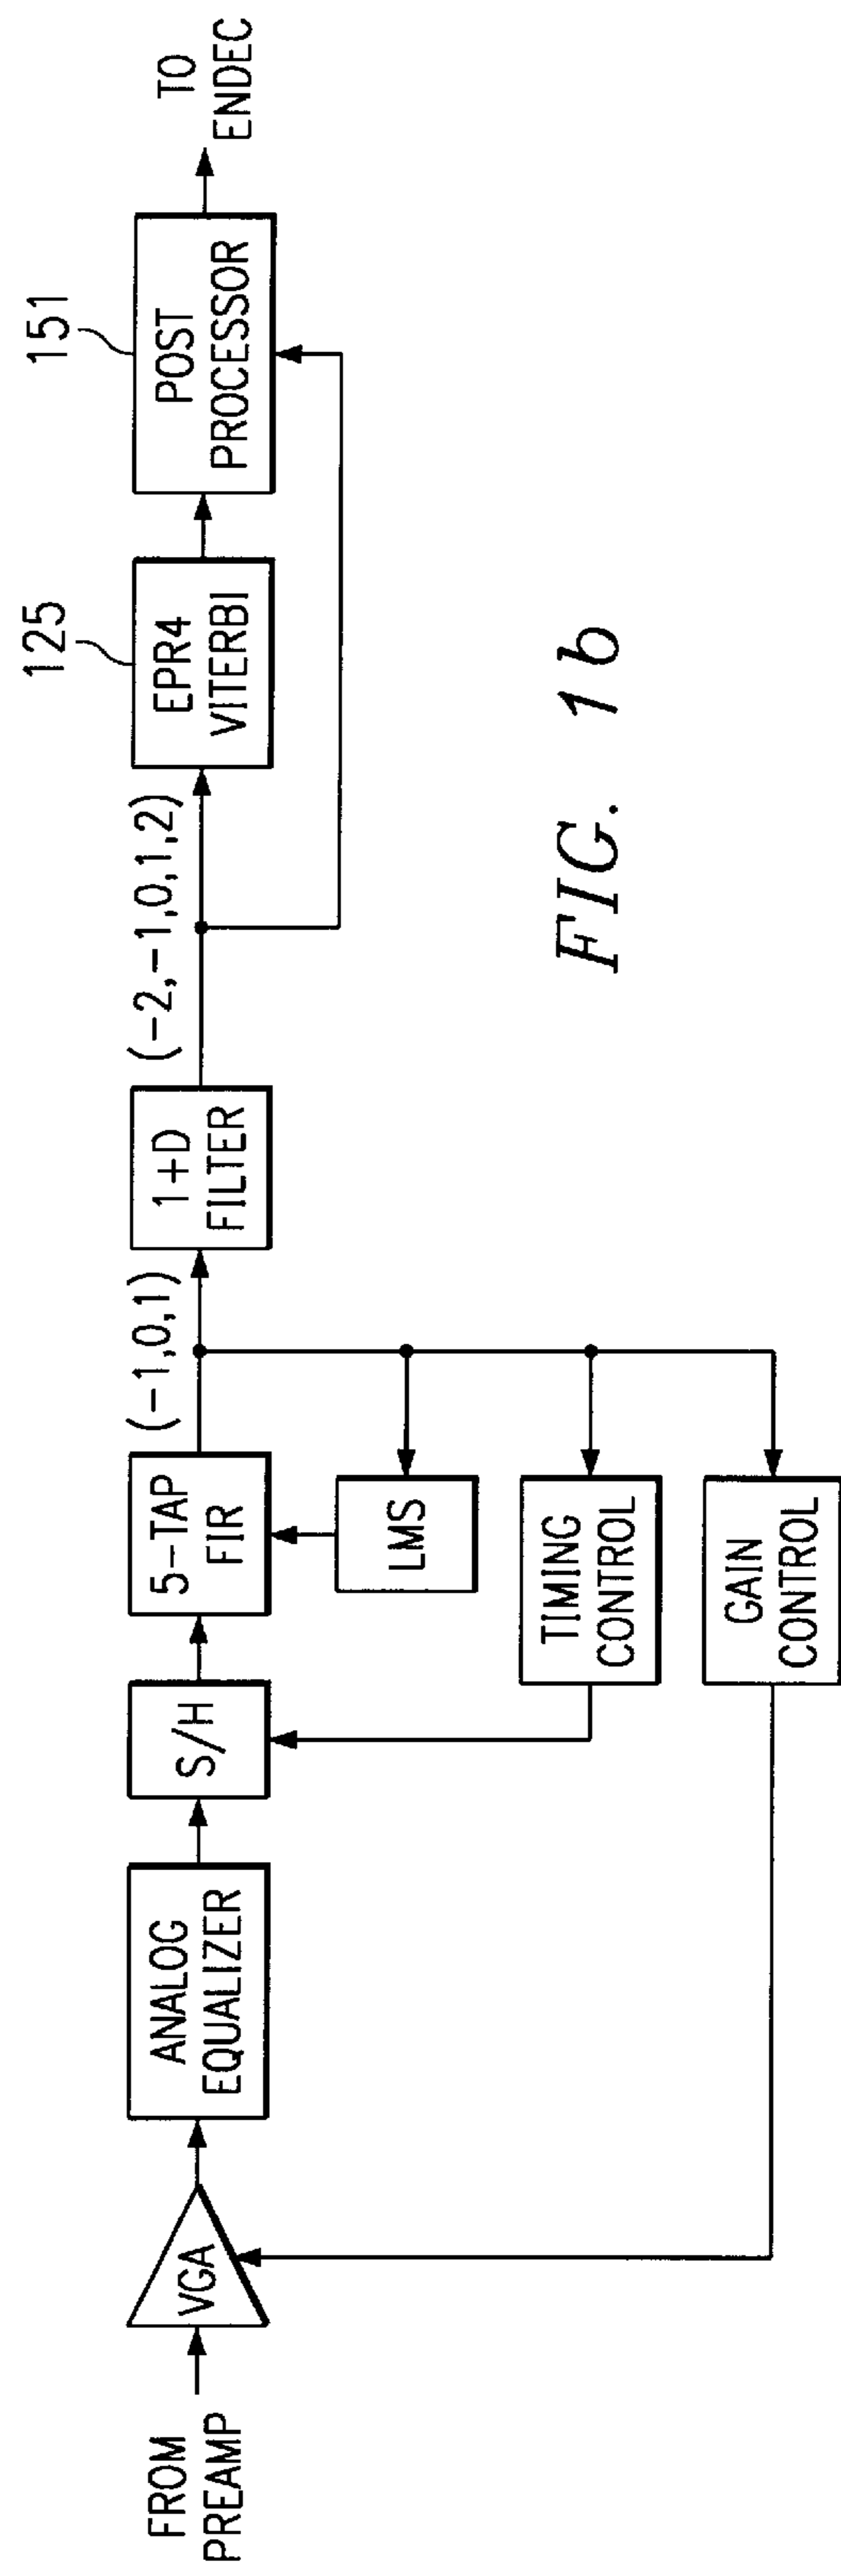 FROM
PREAMP
VGA
ANALOG
EQUALIZER
S/H
5-TAP
FIR
(-1,0,1)
1+D
FILTER
(-2,-1,0,1,2)
125
EPR4
VITERBI
151
POST
PROCESSOR
TO
ENDEC
LMS
TIMING
CONTROL
GAIN
CONTROL
FIG. 1b